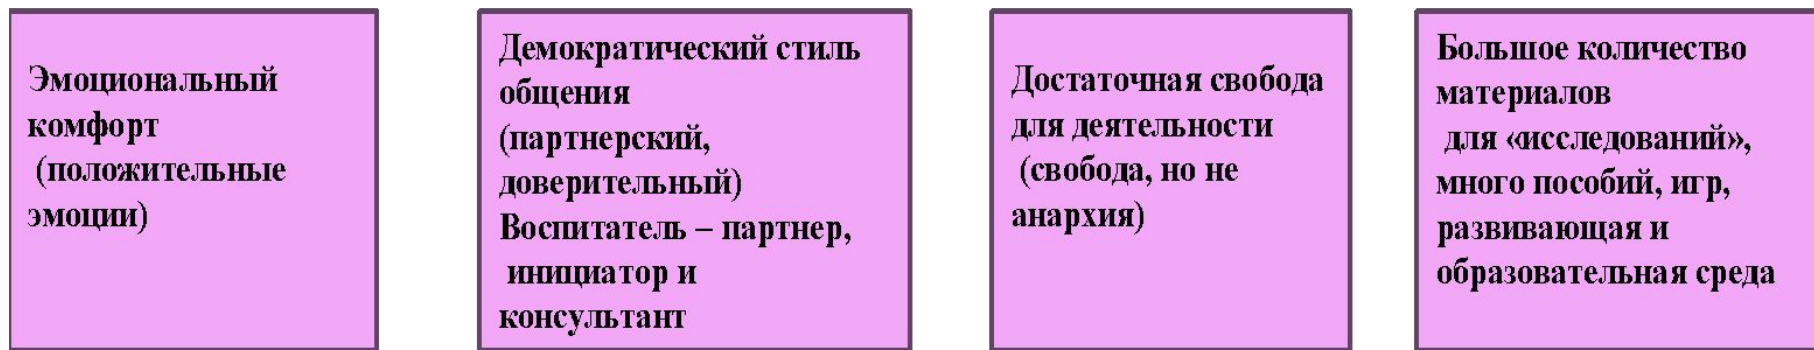 Эмоциональный
комфорт
(положительные
эмоции)
Демократический стиль
общения
(партнерский,
доверительный)
Воспитатель – партнер,
инициатор и
консультант
Достаточная свобода
для деятельности
(свобода, но не
анархия)
Большое количество
материалов
для «исследований»,
много пособий, игр,
развивающая и
образовательная среда